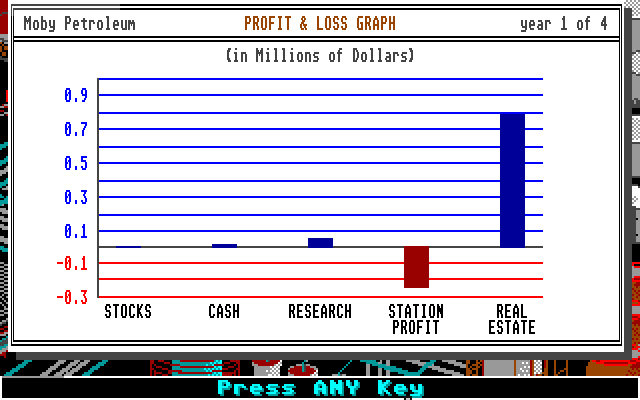 Moby Petroleum
PROFIT & LOSS GRAPH
year 1 of 4
(in Millions of Dollars)
0.9
0.7
0.5
0.3
0.1
-0.1
-0.3
STOCKS
CASH
RESEARCH
STATION
PROFIT
REAL
ESTATE
Press ANY Key